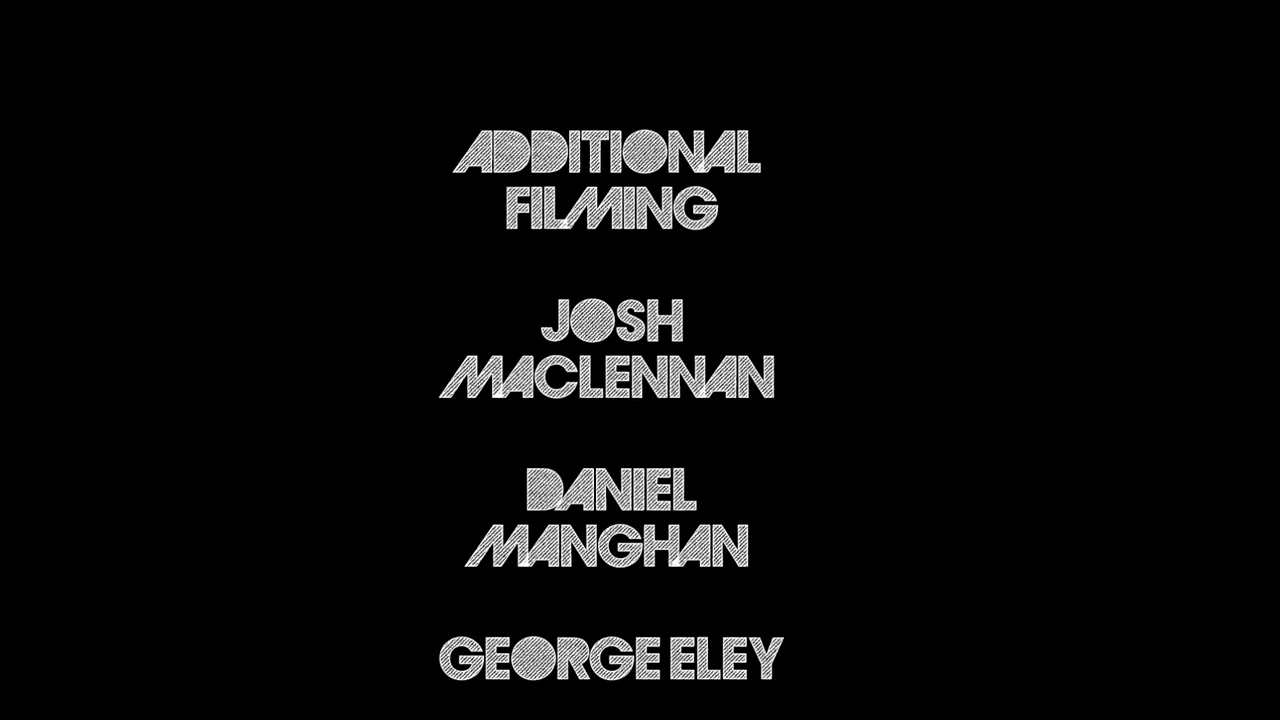 ADDITIONAL
FILMING
JOSH
MACLENNAN
DANIEL
MANGHAN
GEORGE ELEY